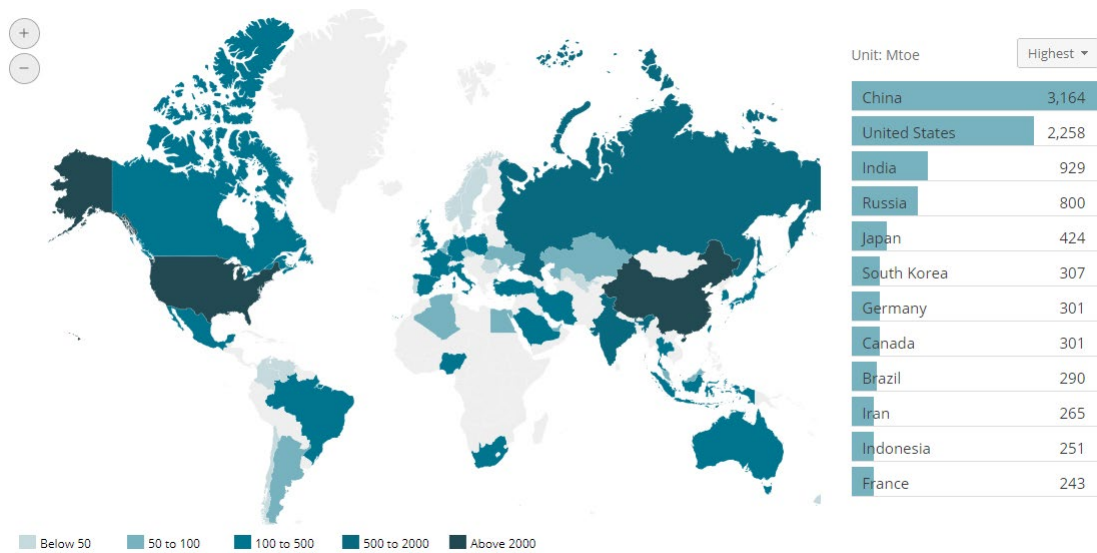 +
−
Unit: Mtoe
Highest
China 3,164
United States 2,258
India 929
Russia 800
Japan 424
South Korea 307
Germany 301
Canada 301
Brazil 290
Iran 265
Indonesia 251
France 243
Below 50 50 to 100 100 to 500 500 to 2000 Above 2000